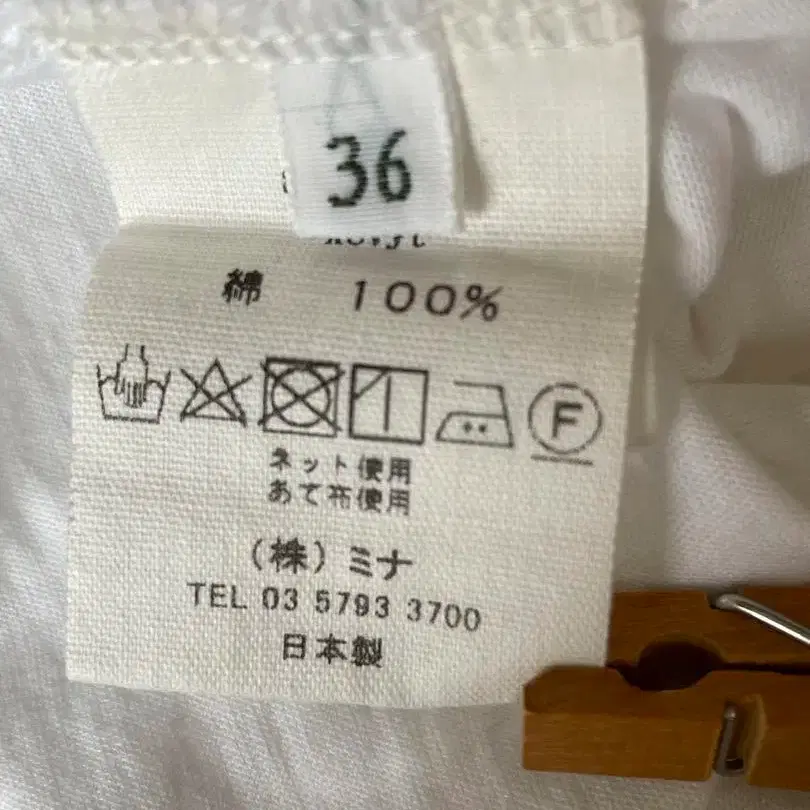 36
綿 100%
F
ネット使用
あて布使用
(株)ミナ
TEL 03 5793 3700
日本製